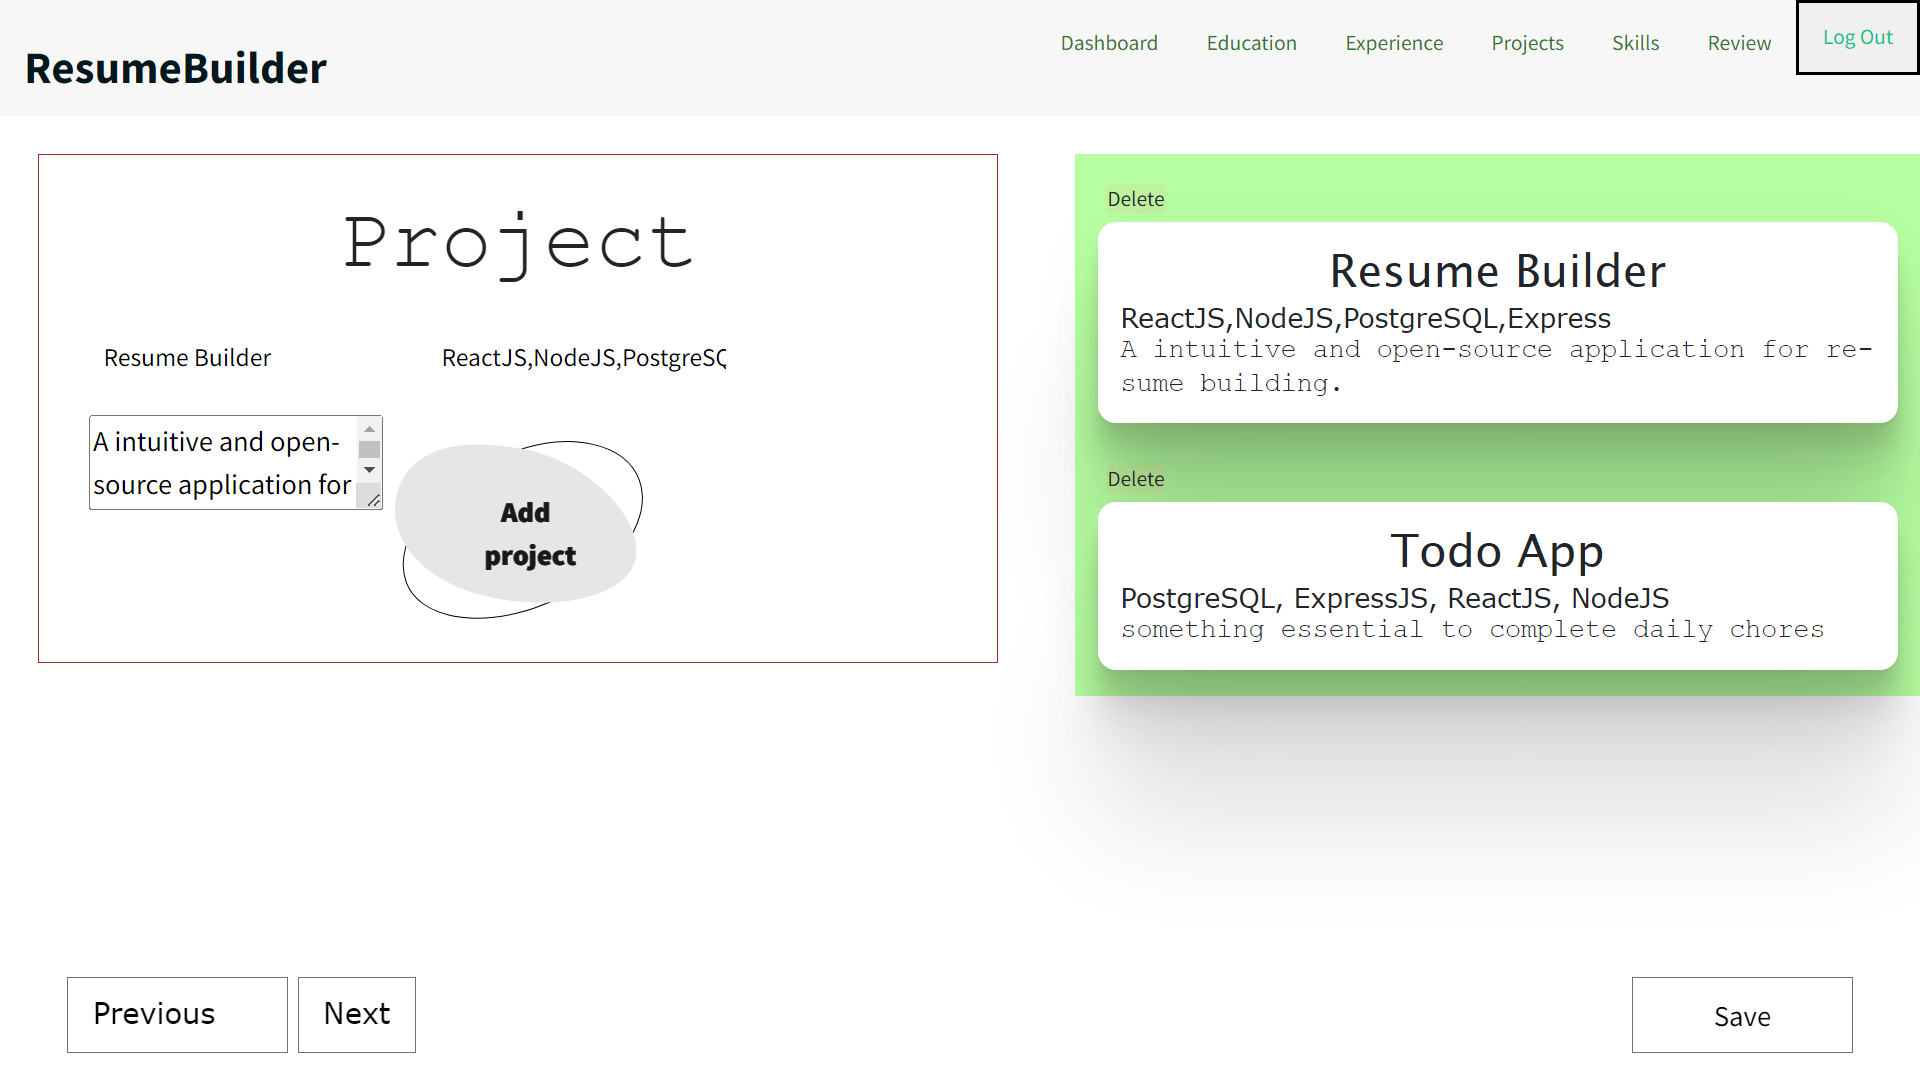 ResumeBuilder
Dashboard
Education
Experience
Projects
Skills
Review
Log Out
Project
Resume Builder
ReactJS,NodeJS,PostgreSQ
A intuitive and open-
source application for
Add
project
Delete
Resume Builder
ReactJS,NodeJS,PostgreSQL,Express
A intuitive and open-source application for re-
sume building.
Delete
Todo App
PostgreSQL, ExpressJS, ReactJS, NodeJS
something essential to complete daily chores
Previous
Next
Save